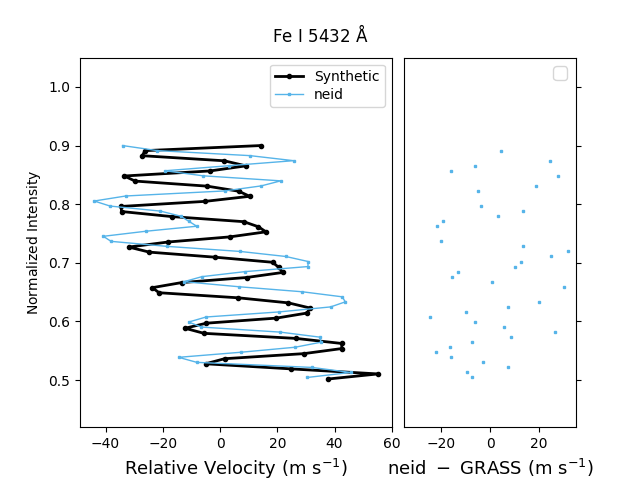 Fe I 5432 Å
Synthetic
neid
1.0
0.9
0.8
0.7
0.6
0.5
Normalized Intensity
−40 −20 0 20 40 60
−20 0 20
Relative Velocity (m s⁻¹)
neid − GRASS (m s⁻¹)